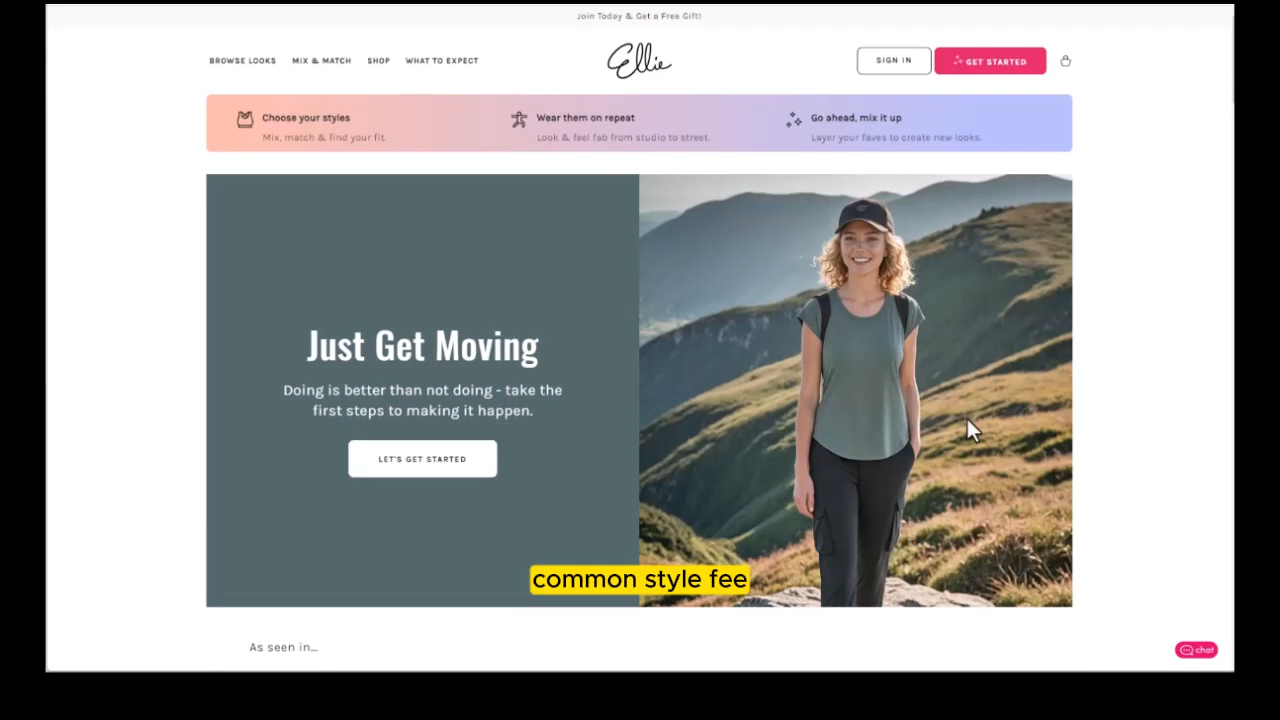 Join Today & Get a Free Gift!
BROWSE LOOKS MIX & MATCH SHOP WHAT TO EXPECT
Ellie
SIGN IN
GET STARTED
Choose your styles
Mix, match & find your fit.
Wear them on repeat
Look & feel fab from studio to street.
Go ahead, mix it up
Layer your faves to create new looks.
Just Get Moving
Doing is better than not doing - take the
first steps to making it happen.
LET'S GET STARTED
common style fee
As seen in...
chat